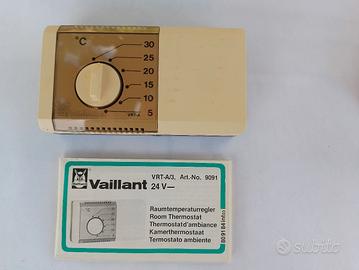 °C
30
25
20
15
10
5
VRT-A
VRT-A/3, Art.-No. 9091
Vaillant 24 V—
Raumtemperaturregler
Room Thermostat
Thermostat d'ambiance
Kamerthermostaat
Termostato ambiente
subito